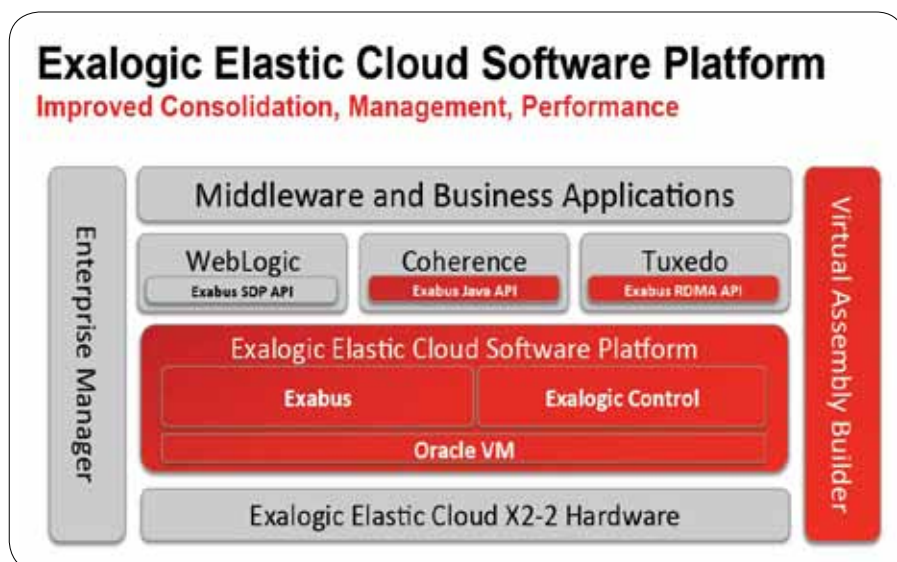 Exalogic Elastic Cloud Software Platform
Improved Consolidation, Management, Performance
Enterprise Manager
Middleware and Business Applications
WebLogic
Exabus SDP API
Coherence
Exabus Java API
Tuxedo
Exabus RDMA API
Exalogic Elastic Cloud Software Platform
Exabus
Exalogic Control
Oracle VM
Exalogic Elastic Cloud X2-2 Hardware
Virtual Assembly Builder